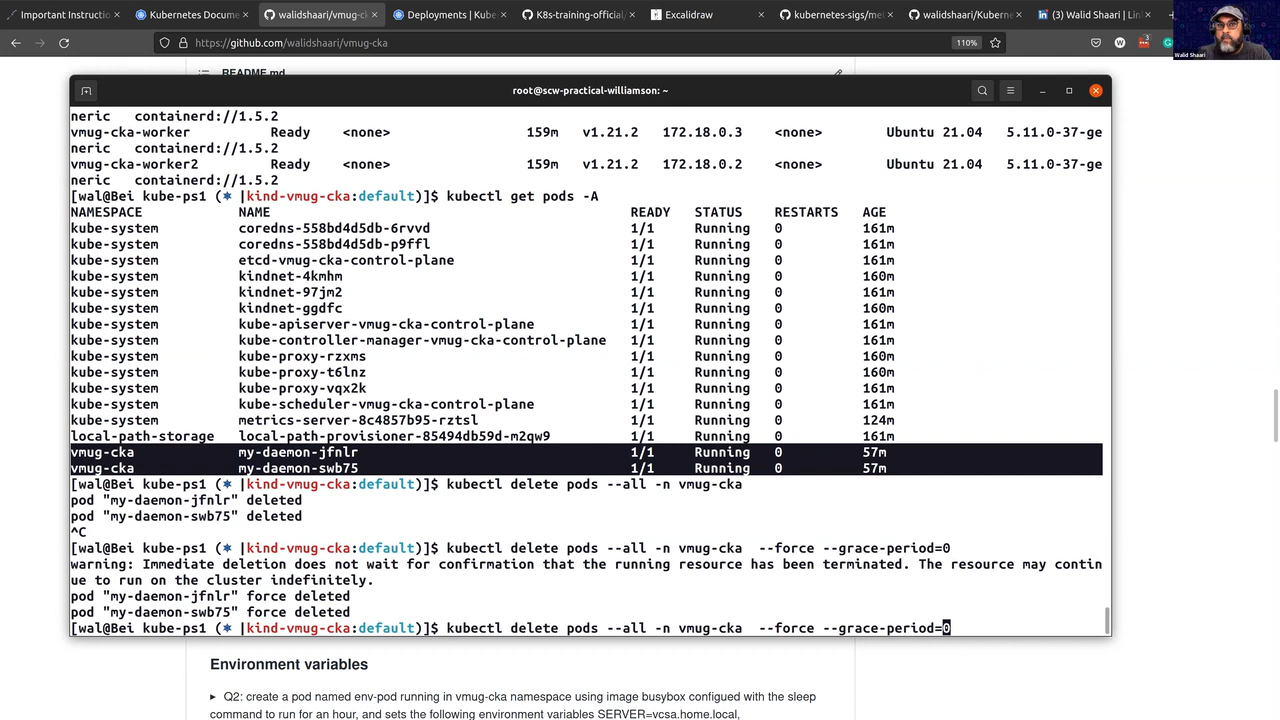 Important Instructio
Kubernetes Docume
walidshaari/vmug-ck
Deployments | Kube
K8s-training-official/
Excalidraw
kubernetes-sigs/me
walidshaari/Kuberne
(3) Walid Shaari | Lin
https://github.com/walidshaari/vmug-cka
110%
Walid Shaari
README.md
root@scw-practical-williamson: ~
neric containerd://1.5.2
vmug-cka-worker Ready <none> 159m v1.21.2 172.18.0.3 <none> Ubuntu 21.04 5.11.0-37-ge
neric containerd://1.5.2
vmug-cka-worker2 Ready <none> 159m v1.21.2 172.18.0.2 <none> Ubuntu 21.04 5.11.0-37-ge
neric containerd://1.5.2
[wal@Bei kube-ps1 (⎈ |kind-vmug-cka:default)]$ kubectl get pods -A
NAMESPACE NAME READY STATUS RESTARTS AGE
kube-system coredns-558bd4d5db-6rvvd 1/1 Running 0 161m
kube-system coredns-558bd4d5db-p9ffl 1/1 Running 0 161m
kube-system etcd-vmug-cka-control-plane 1/1 Running 0 161m
kube-system kindnet-4kmhm 1/1 Running 0 160m
kube-system kindnet-97jm2 1/1 Running 0 161m
kube-system kindnet-ggdfc 1/1 Running 0 160m
kube-system kube-apiserver-vmug-cka-control-plane 1/1 Running 0 161m
kube-system kube-controller-manager-vmug-cka-control-plane 1/1 Running 0 161m
kube-system kube-proxy-rzxms 1/1 Running 0 160m
kube-system kube-proxy-t6lnz 1/1 Running 0 160m
kube-system kube-proxy-vqx2k 1/1 Running 0 161m
kube-system kube-scheduler-vmug-cka-control-plane 1/1 Running 0 161m
kube-system metrics-server-8c4857b95-rztsl 1/1 Running 0 124m
local-path-storage local-path-provisioner-85494db59d-m2qw9 1/1 Running 0 161m
vmug-cka my-daemon-jfnlr 1/1 Running 0 57m
vmug-cka my-daemon-swb75 1/1 Running 0 57m
[wal@Bei kube-ps1 (⎈ |kind-vmug-cka:default)]$ kubectl delete pods --all -n vmug-cka
pod "my-daemon-jfnlr" deleted
pod "my-daemon-swb75" deleted
^C
[wal@Bei kube-ps1 (⎈ |kind-vmug-cka:default)]$ kubectl delete pods --all -n vmug-cka --force --grace-period=0
warning: Immediate deletion does not wait for confirmation that the running resource has been terminated. The resource may contin
ue to run on the cluster indefinitely.
pod "my-daemon-jfnlr" force deleted
pod "my-daemon-swb75" force deleted
[wal@Bei kube-ps1 (⎈ |kind-vmug-cka:default)]$ kubectl delete pods --all -n vmug-cka --force --grace-period=0
Environment variables
▸ Q2: create a pod named env-pod running in vmug-cka namespace using image busybox configued with the sleep
command to run for an hour, and sets the following environment variables SERVER=vcsa.home.local,